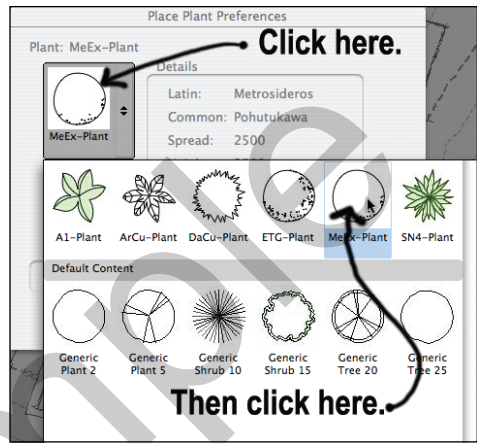 Place Plant Preferences
Plant: MeEx-Plant
Click here.
Details
MeEx-Plant
Latin: Metrosideros
Common: Pohutukawa
Spread: 2500
A1-Plant ArCu-Plant DaCu-Plant ETG-Plant MeEx-Plant SN4-Plant
Default Content
Generic Plant 2
Generic Plant 5
Generic Shrub 10
Generic Shrub 15
Generic Tree 20
Generic Tree 25
Then click here.